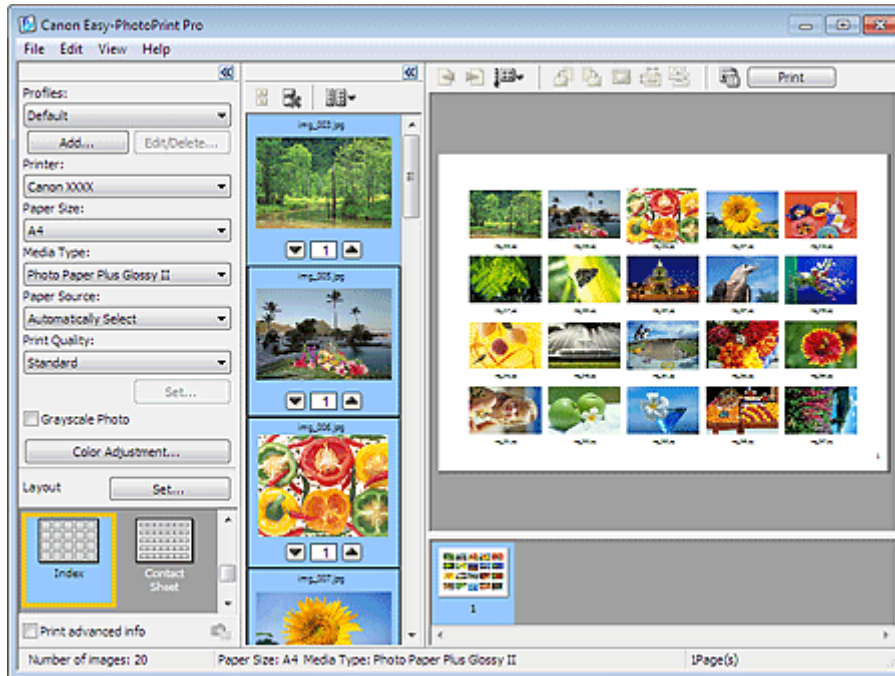 Canon Easy-PhotoPrint Pro
File Edit View Help
Profiles:
Default
Add... Edit/Delete...
Printer:
Canon XXXX
Paper Size:
A4
Media Type:
Photo Paper Plus Glossy II
Paper Source:
Automatically Select
Print Quality:
Standard
Set...
Grayscale Photo
Color Adjustment...
Layout Set...
Index
Contact
Sheet
Print advanced info
img_003.jpg
1
img_005.jpg
1
img_006.jpg
1
img_007.jpg
Print
1
1
Number of images: 20 Paper Size: A4 Media Type: Photo Paper Plus Glossy II 1Page(s)